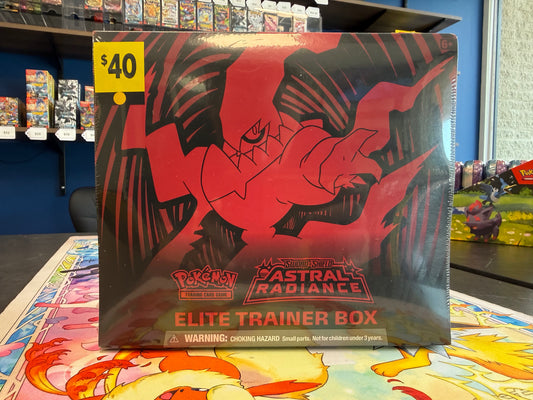 $40
6+
POKéMON
TRADING CARD GAME
SWORD & SHIELD
ASTRAL
RADIANCE
ELITE TRAINER BOX
WARNING: CHOKING HAZARD Small parts. Not for children under 3 years.